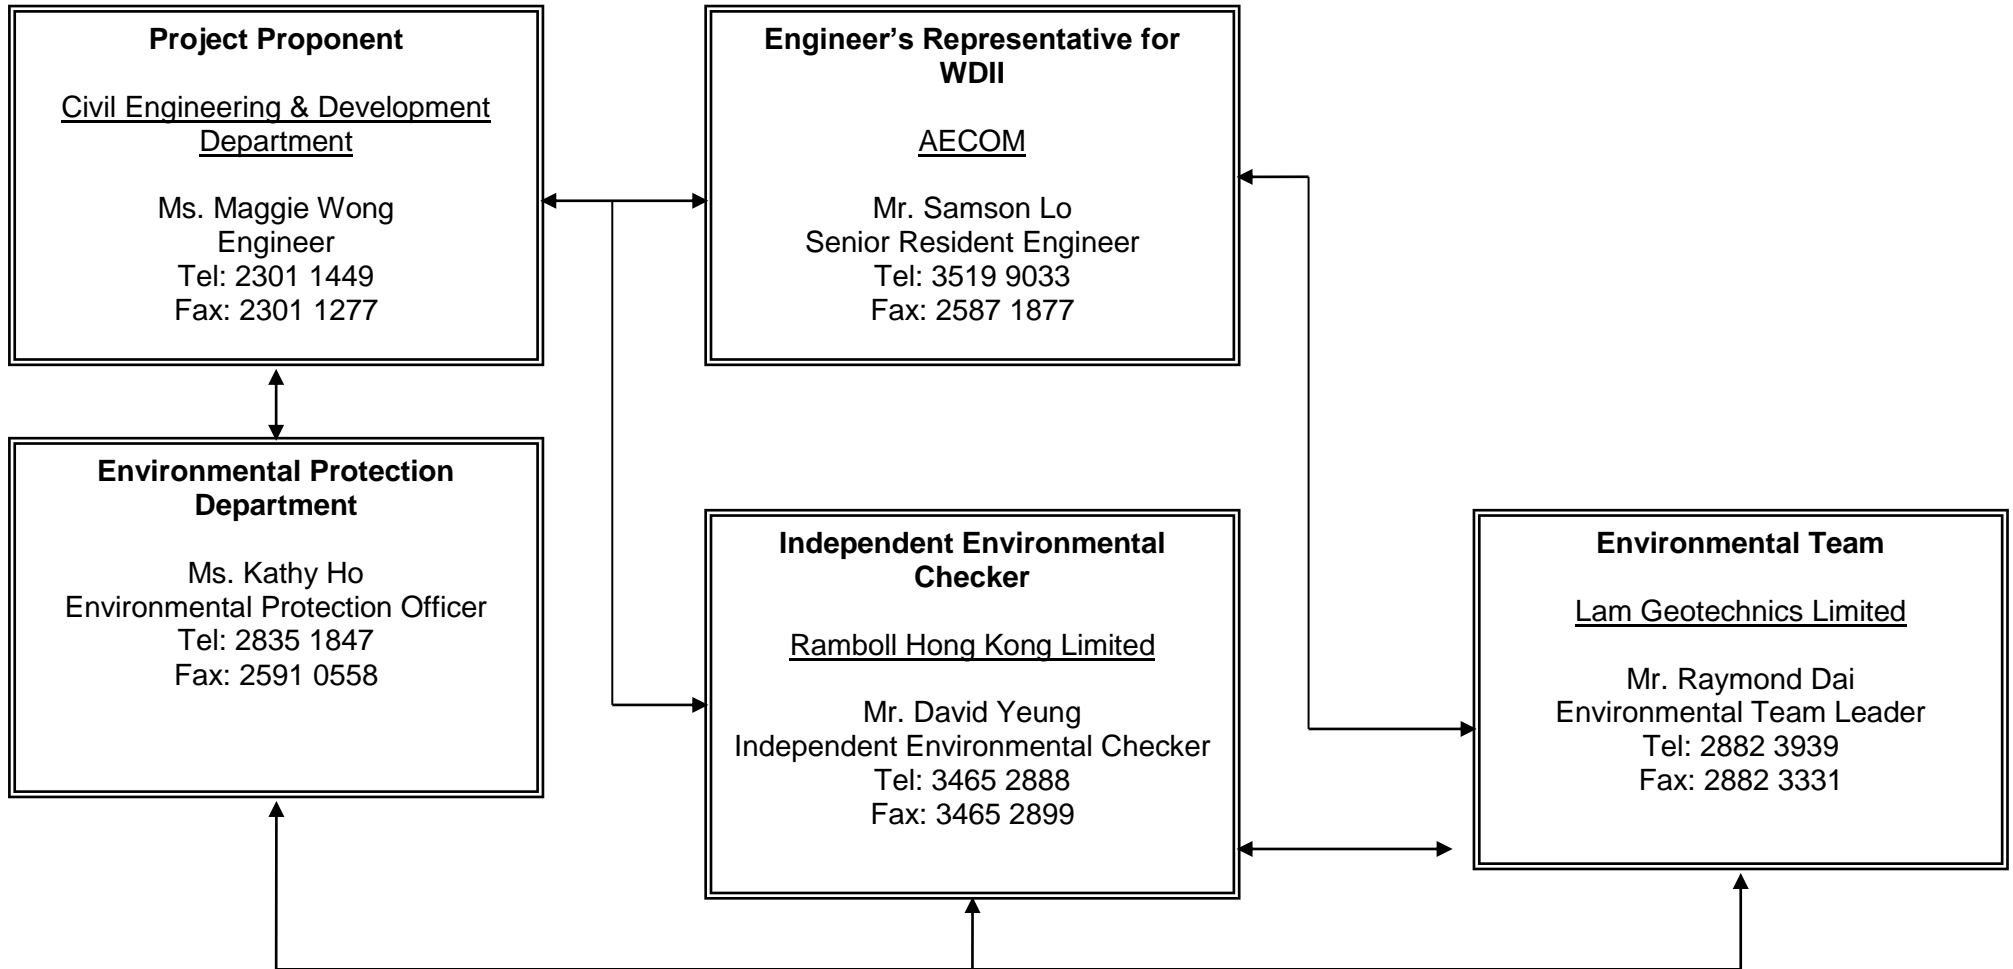 Project Proponent
Civil Engineering & Development
Department
Ms. Maggie Wong
Engineer
Tel: 2301 1449
Fax: 2301 1277
Engineer’s Representative for
WDII
AECOM
Mr. Samson Lo
Senior Resident Engineer
Tel: 3519 9033
Fax: 2587 1877
Environmental Protection
Department
Ms. Kathy Ho
Environmental Protection Officer
Tel: 2835 1847
Fax: 2591 0558
Independent Environmental
Checker
Ramboll Hong Kong Limited
Mr. David Yeung
Independent Environmental Checker
Tel: 3465 2888
Fax: 3465 2899
Environmental Team
Lam Geotechnics Limited
Mr. Raymond Dai
Environmental Team Leader
Tel: 2882 3939
Fax: 2882 3331